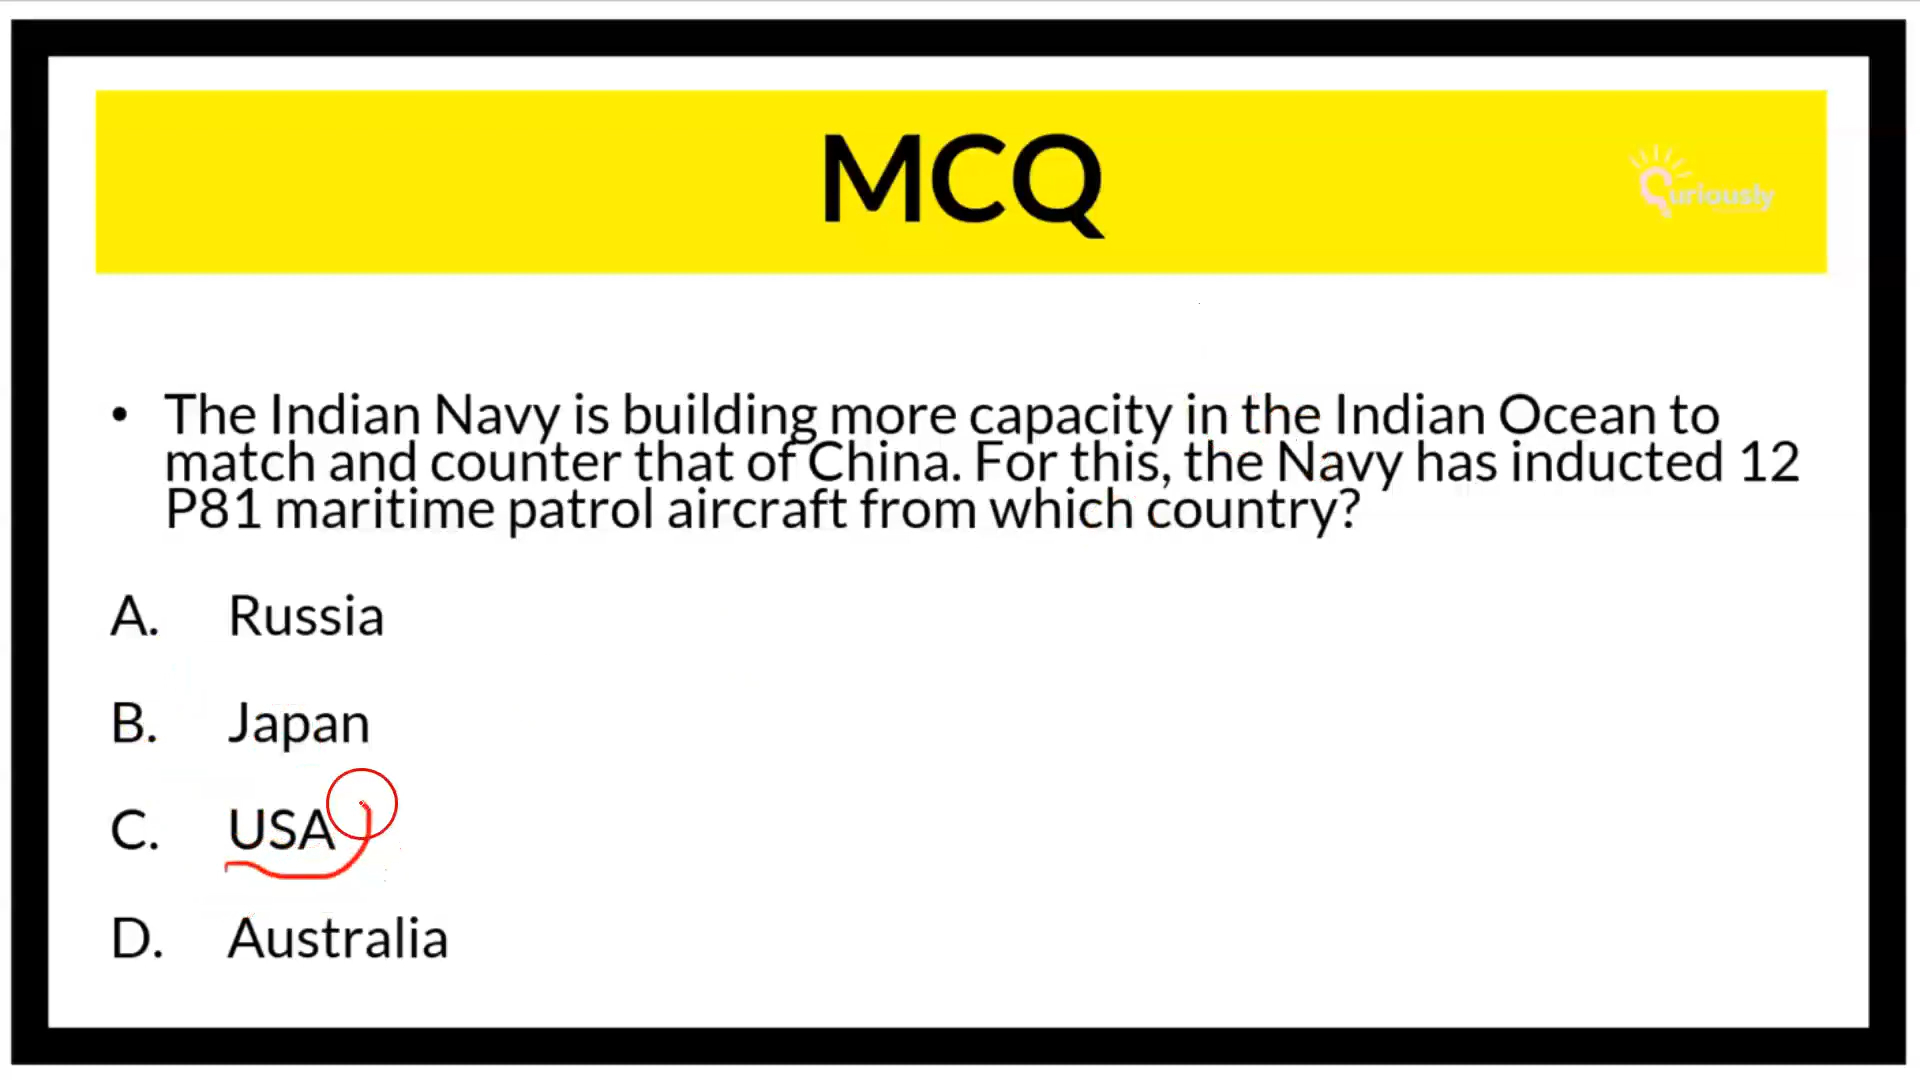 MCQ
Curiously
• The Indian Navy is building more capacity in the Indian Ocean to
match and counter that of China. For this, the Navy has inducted 12
P81 maritime patrol aircraft from which country?
A. Russia
B. Japan
C. USA
D. Australia